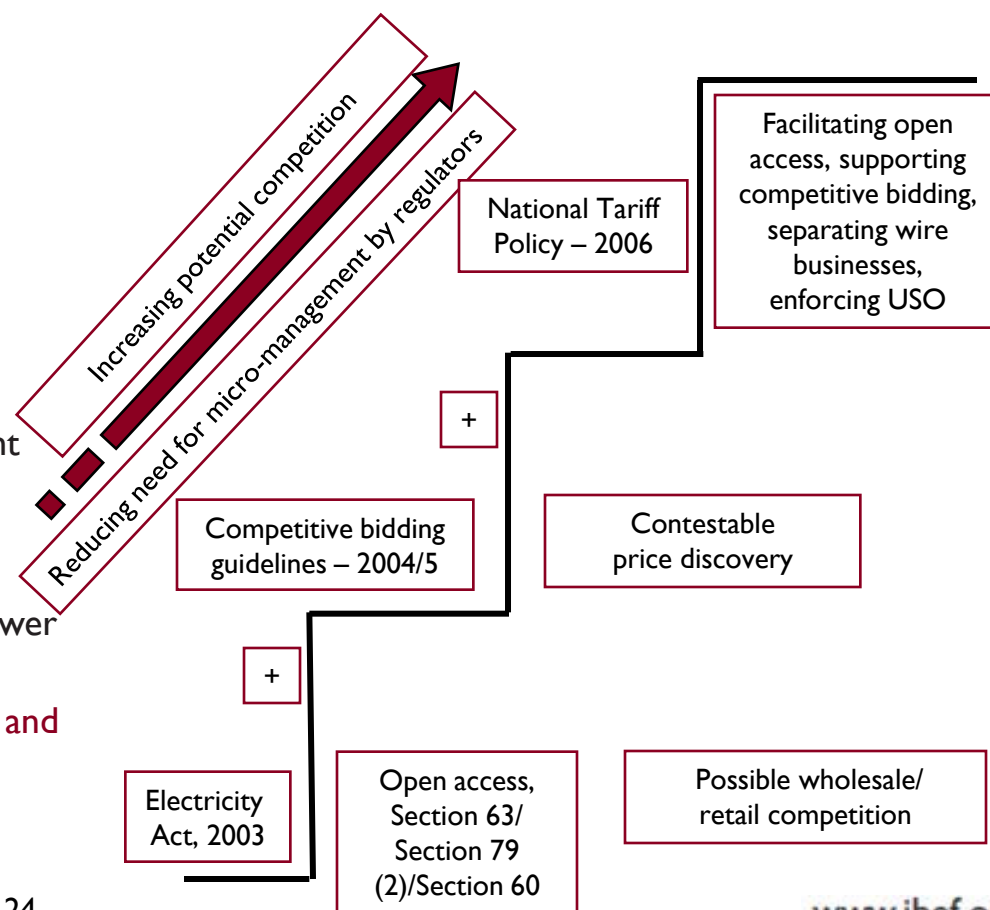 Increasing potential competition
Reducing need for micro-management by regulators
National Tariff
Policy – 2006
Facilitating open
access, supporting
competitive bidding,
separating wire
businesses,
enforcing USO
+
Competitive bidding
guidelines – 2004/5
Contestable
price discovery
+
and
Electricity
Act, 2003
Open access,
Section 63/
Section 79
(2)/Section 60
Possible wholesale/
retail competition
24